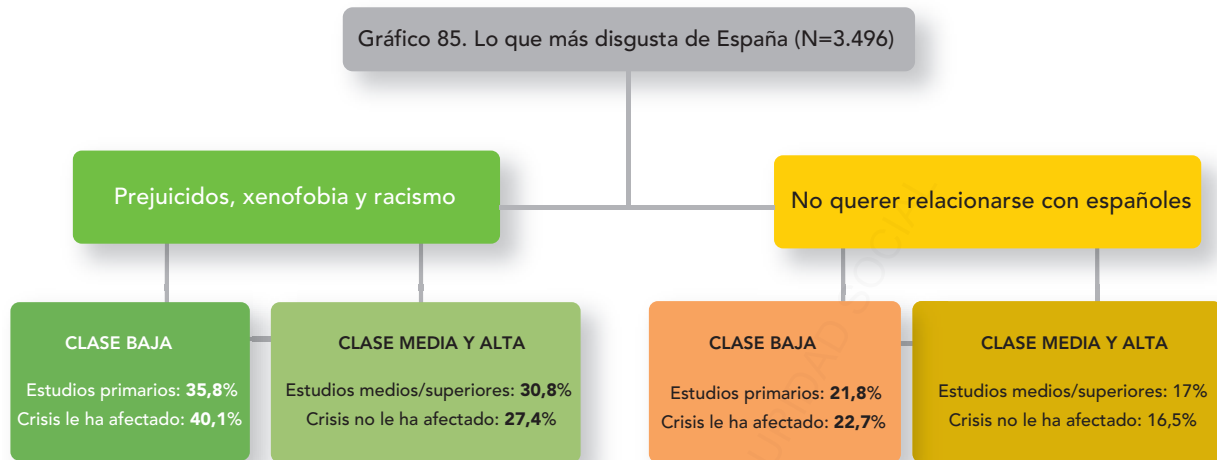 Gráfico 85. Lo que más disgusta de España (N=3.496)
Prejuicidos, xenofobia y racismo
No querer relacionarse con españoles
CLASE BAJA
Estudios primarios: 35,8%
Crisis le ha afectado: 40,1%
CLASE MEDIA Y ALTA
Estudios medios/superiores: 30,8%
Crisis no le ha afectado: 27,4%
CLASE BAJA
Estudios primarios: 21,8%
Crisis le ha afectado: 22,7%
CLASE MEDIA Y ALTA
Estudios medios/superiores: 17%
Crisis no le ha afectado: 16,5%
SOCIAL